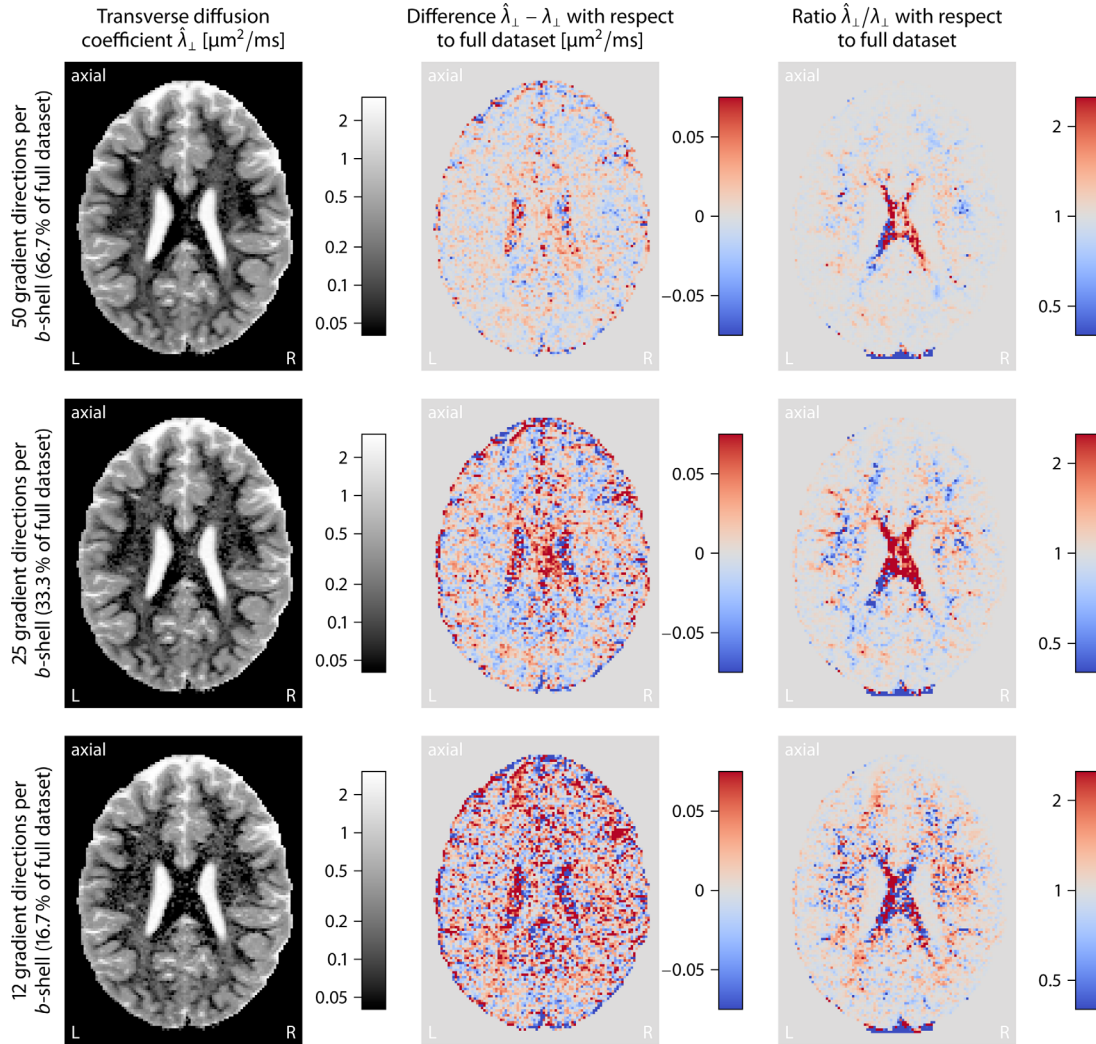 Transverse diffusion
coefficient λ̂⊥ [µm²/ms]
Difference λ̂⊥ – λ⊥ with respect
to full dataset [µm²/ms]
Ratio λ̂⊥/λ⊥ with respect
to full dataset
50 gradient directions per
b-shell (66.7 % of full dataset)
axial
L
R
2
1
0.5
0.2
0.1
0.05
0.05
0
−0.05
L
R
2
1
0.5
axial
L
R
25 gradient directions per
b-shell (33.3 % of full dataset)
axial
L
R
2
1
0.5
0.2
0.1
0.05
axial
L
R
0.05
0
−0.05
axial
L
R
2
1
0.5
12 gradient directions per
b-shell (16.7 % of full dataset)
axial
L
R
2
1
0.5
0.2
0.1
0.05
axial
L
R
0.05
0
−0.05
axial
L
R
2
1
0.5